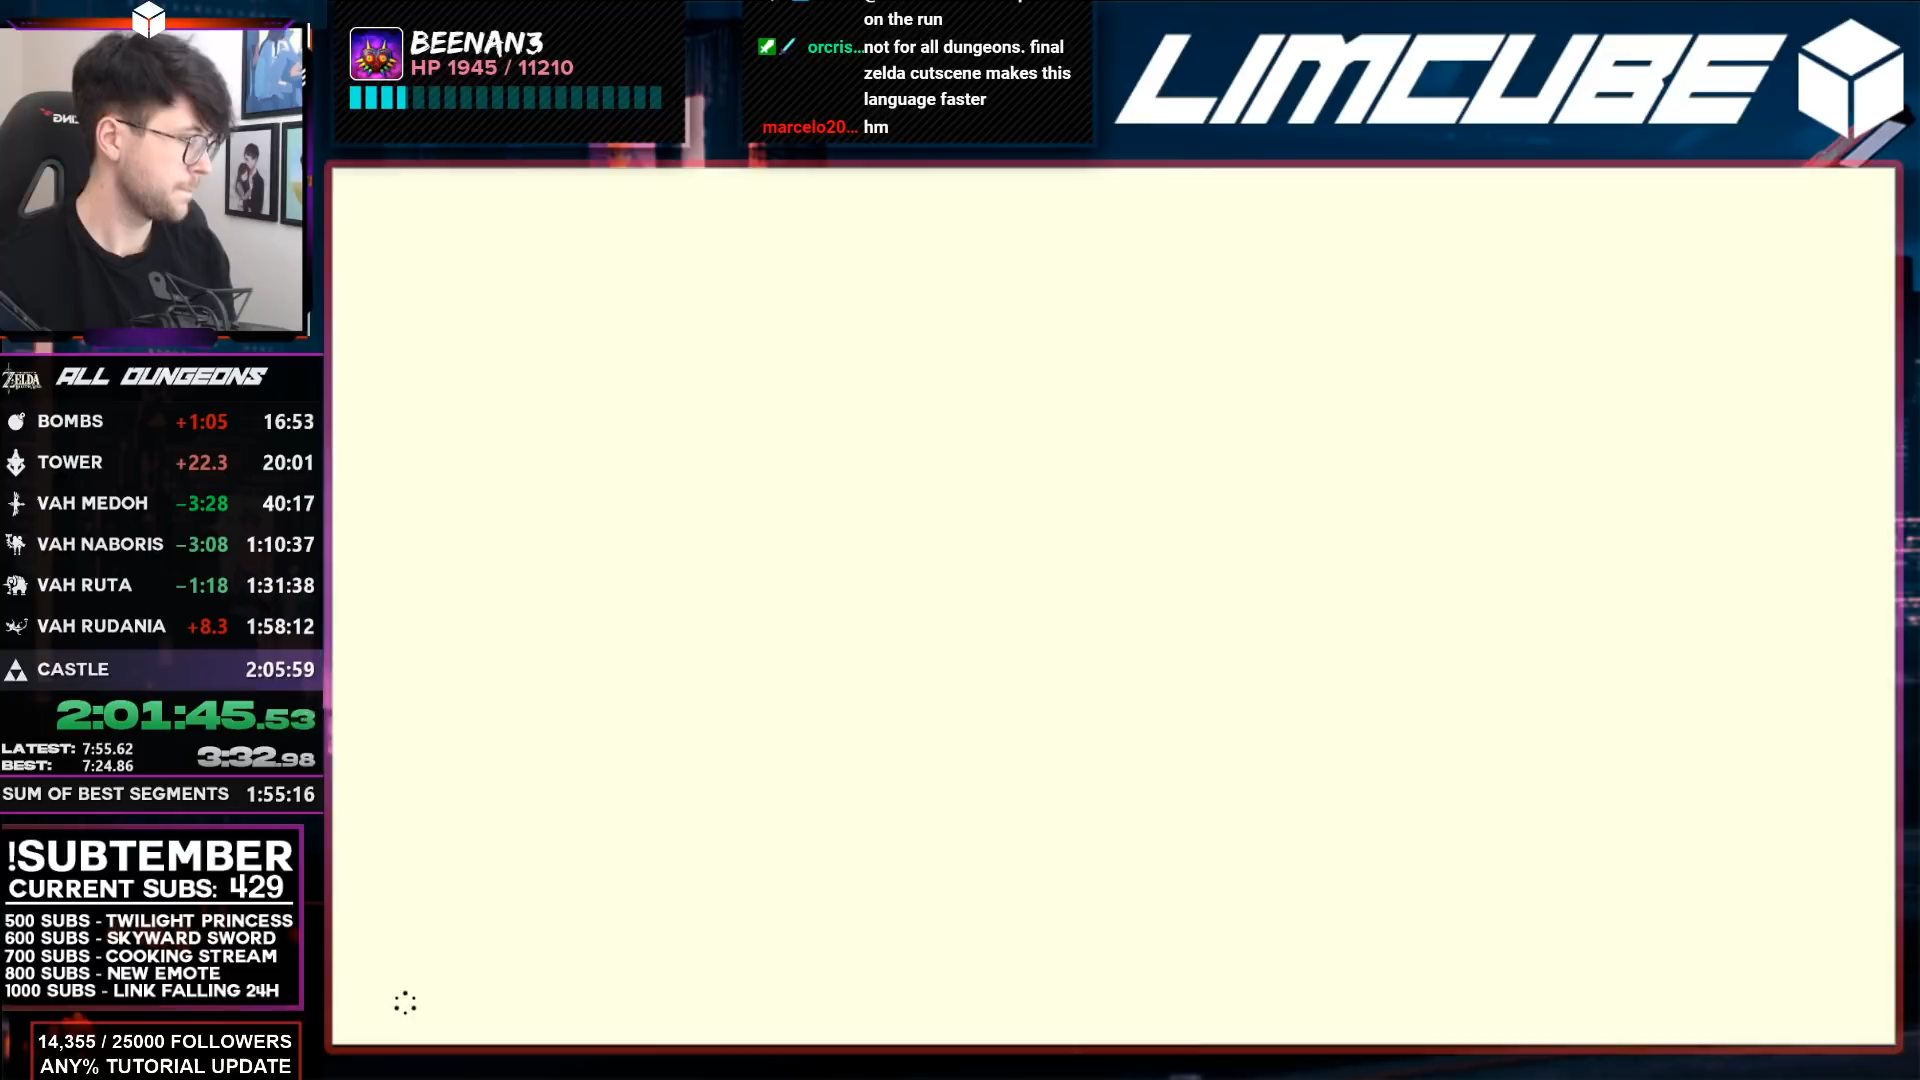 BEENAN3
HP 1945 / 11210
on the run
orcris... not for all dungeons. final
zelda cutscene makes this
language faster
marcelo20... hm
LIMCUBE
ZELDA
ALL DUNGEONS
BOMBS +1:05 16:53
TOWER +22.3 20:01
VAH MEDOH −3:28 40:17
VAH NABORIS −3:08 1:10:37
VAH RUTA −1:18 1:31:38
VAH RUDANIA +8.3 1:58:12
CASTLE 2:05:59
2:01:45.53
LATEST: 7:55.62
BEST: 7:24.86
3:32.98
SUM OF BEST SEGMENTS 1:55:16
!SUBTEMBER
CURRENT SUBS: 429
500 SUBS - TWILIGHT PRINCESS
600 SUBS - SKYWARD SWORD
700 SUBS - COOKING STREAM
800 SUBS - NEW EMOTE
1000 SUBS - LINK FALLING 24H
14,355 / 25000 FOLLOWERS
ANY% TUTORIAL UPDATE